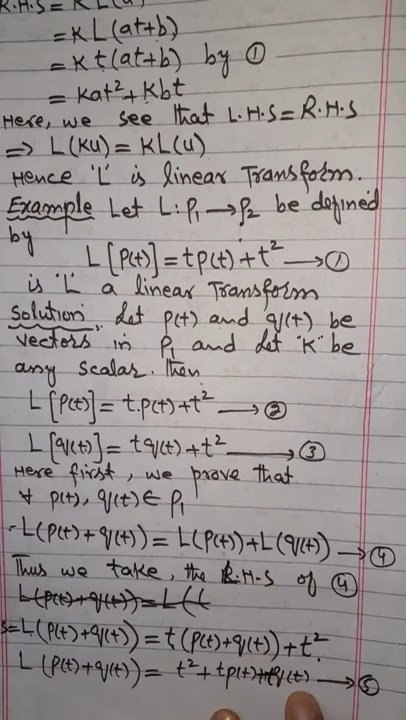 R.H.S = KL(u)
= K L(at+b)
= K t(at+b) by ①
= Kat² + Kbt
Here, we see that L.H.S = R.H.S
⇒ L(Ku) = KL(u)
Hence 'L' is linear Transform.
Example Let L: P₁ → P₂ be defined
by
L[P(t)] = tp(t) + t² → ①
is 'L' a linear Transform
Solution Let p(t) and q(t) be
vectors in P₁ and let "K" be
any scalar. Then
L[P(t)] = t.p(t) + t² → ②
L[q(t)] = tq(t) + t² → ③
Here first, we prove that
∀ p(t), q(t) ∈ P₁
L(P(t) + q(t)) = L(P(t)) + L(q(t)) → ④
Thus we take, the R.H.S of ④
L(p(t) + q(t)) = L((
S = L(p(t) + q(t)) = t(p(t) + q(t)) + t²
L(p(t) + q(t)) = t² + tp(t) + tq(t) → ⑤